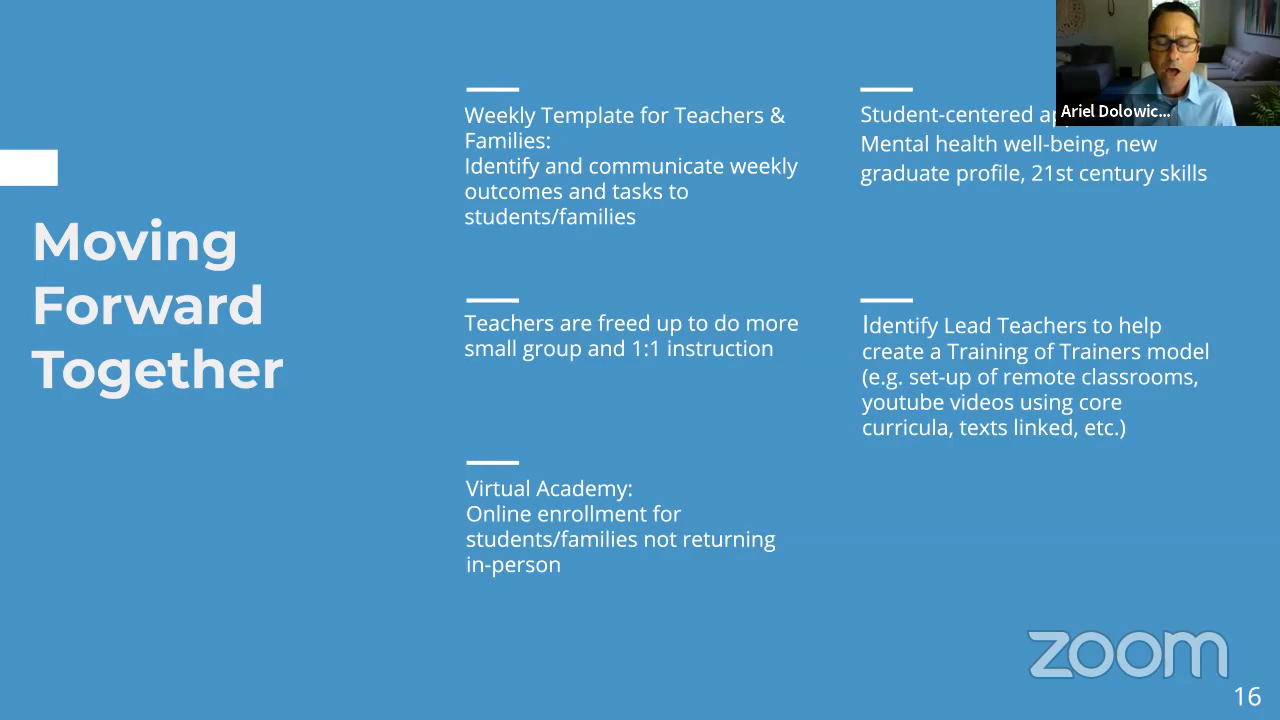 Moving
Forward
Together
Weekly Template for Teachers &
Families:
Identify and communicate weekly
outcomes and tasks to
students/families
Teachers are freed up to do more
small group and 1:1 instruction
Virtual Academy:
Online enrollment for
students/families not returning
in-person
Student-centered
Mental health well-being, new
graduate profile, 21st century skills
Identify Lead Teachers to help
create a Training of Trainers model
(e.g. set-up of remote classrooms,
youtube videos using core
curricula, texts linked, etc.)
Ariel Dolowic...
zoom
16